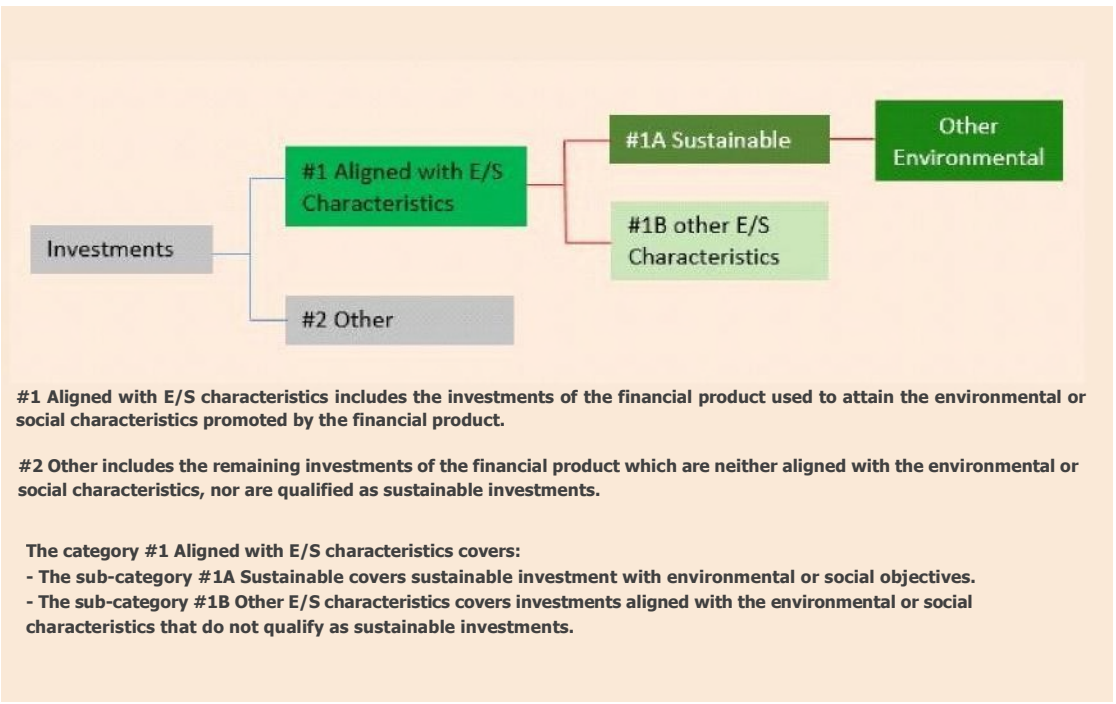 Other
#1A Sustainable
Environmental
#1 Aligned with E/S
Characteristics
#1B other E/S
Characteristics
Investments
#2 Other
#1 Aligned with E/S characteristics includes the investments of the financial product used to attain the environmental or
social characteristics promoted by the financial product.
#2 Other includes the remaining investments of the financial product which are neither aligned with the environmental or
social characteristics, nor are qualified as sustainable investments.
The category #1 Aligned with E/S characteristics covers:
- The sub-category #1A Sustainable covers sustainable investment with environmental or social objectives.
- The sub-category #1B Other E/S characteristics covers investments aligned with the environmental or social
characteristics that do not qualify as sustainable investments.